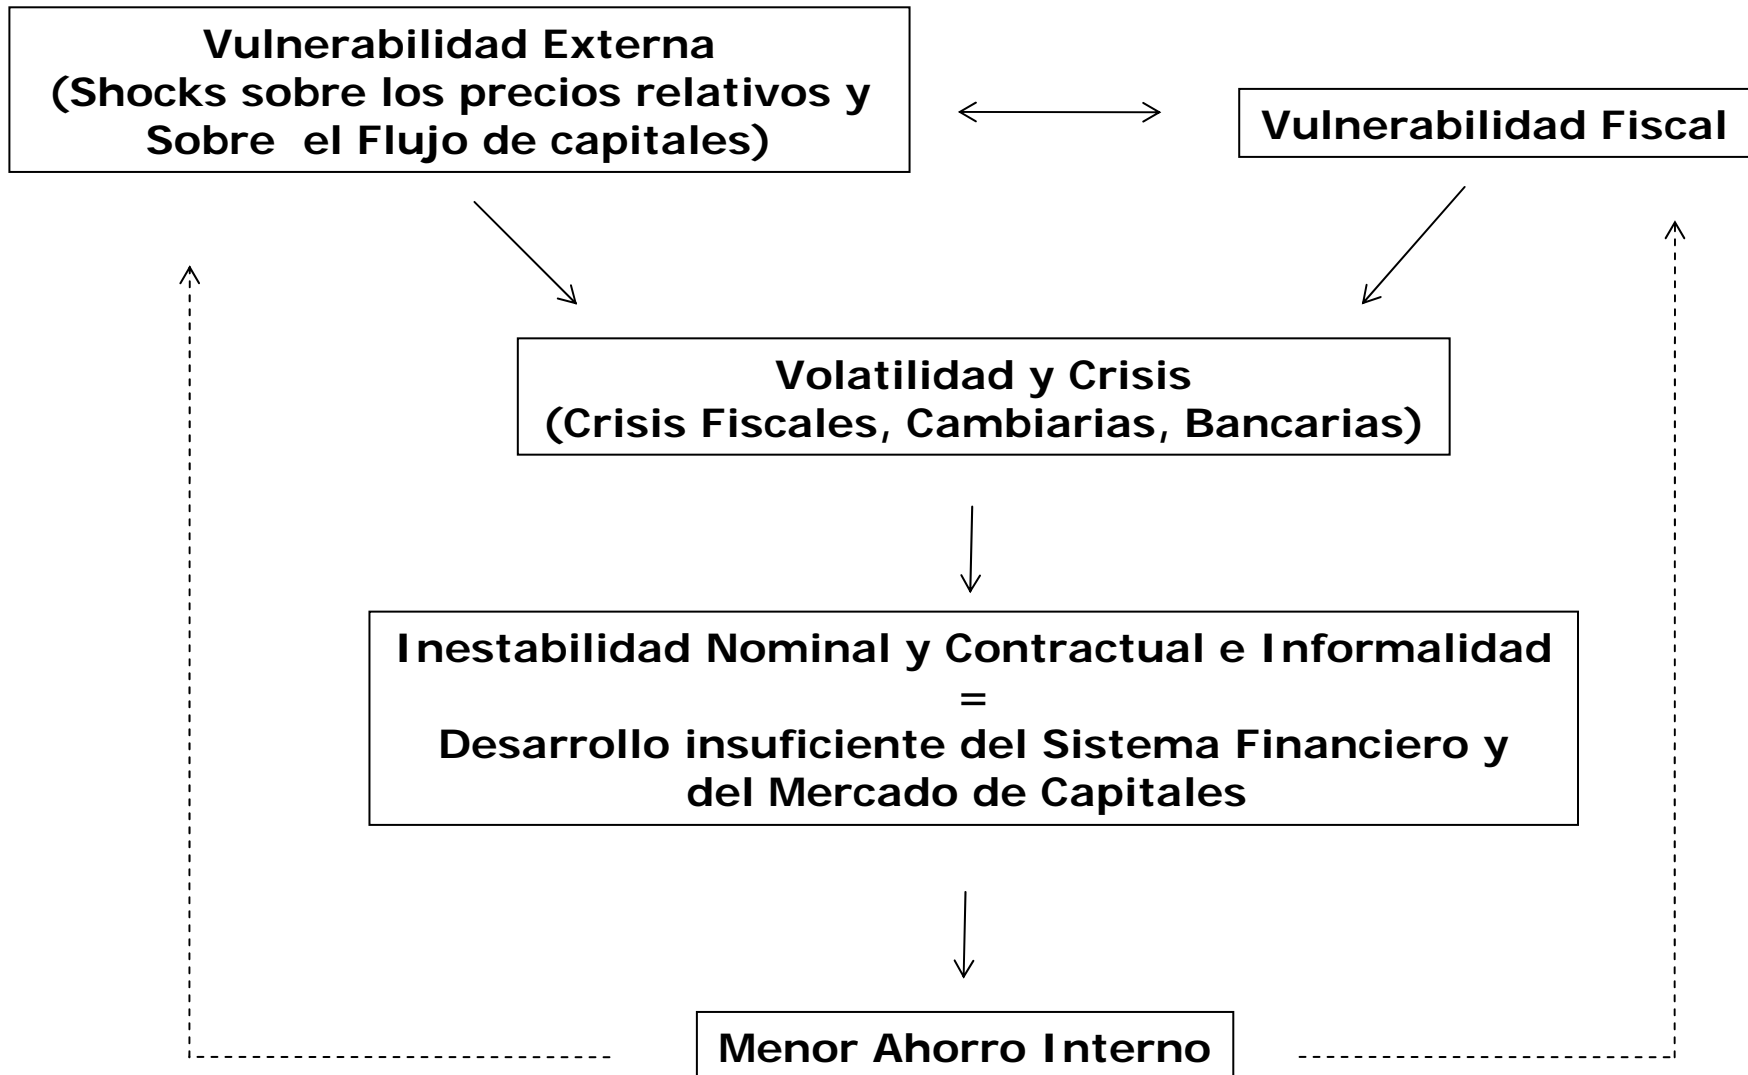 Vulnerabilidad Externa
(Shocks sobre los precios relativos y
Sobre el Flujo de capitales)
Vulnerabilidad Fiscal
Volatilidad y Crisis
(Crisis Fiscales, Cambiarias, Bancarias)
Inestabilidad Nominal y Contractual e Informalidad
=
Desarrollo insuficiente del Sistema Financiero y
del Mercado de Capitales
Menor Ahorro Interno